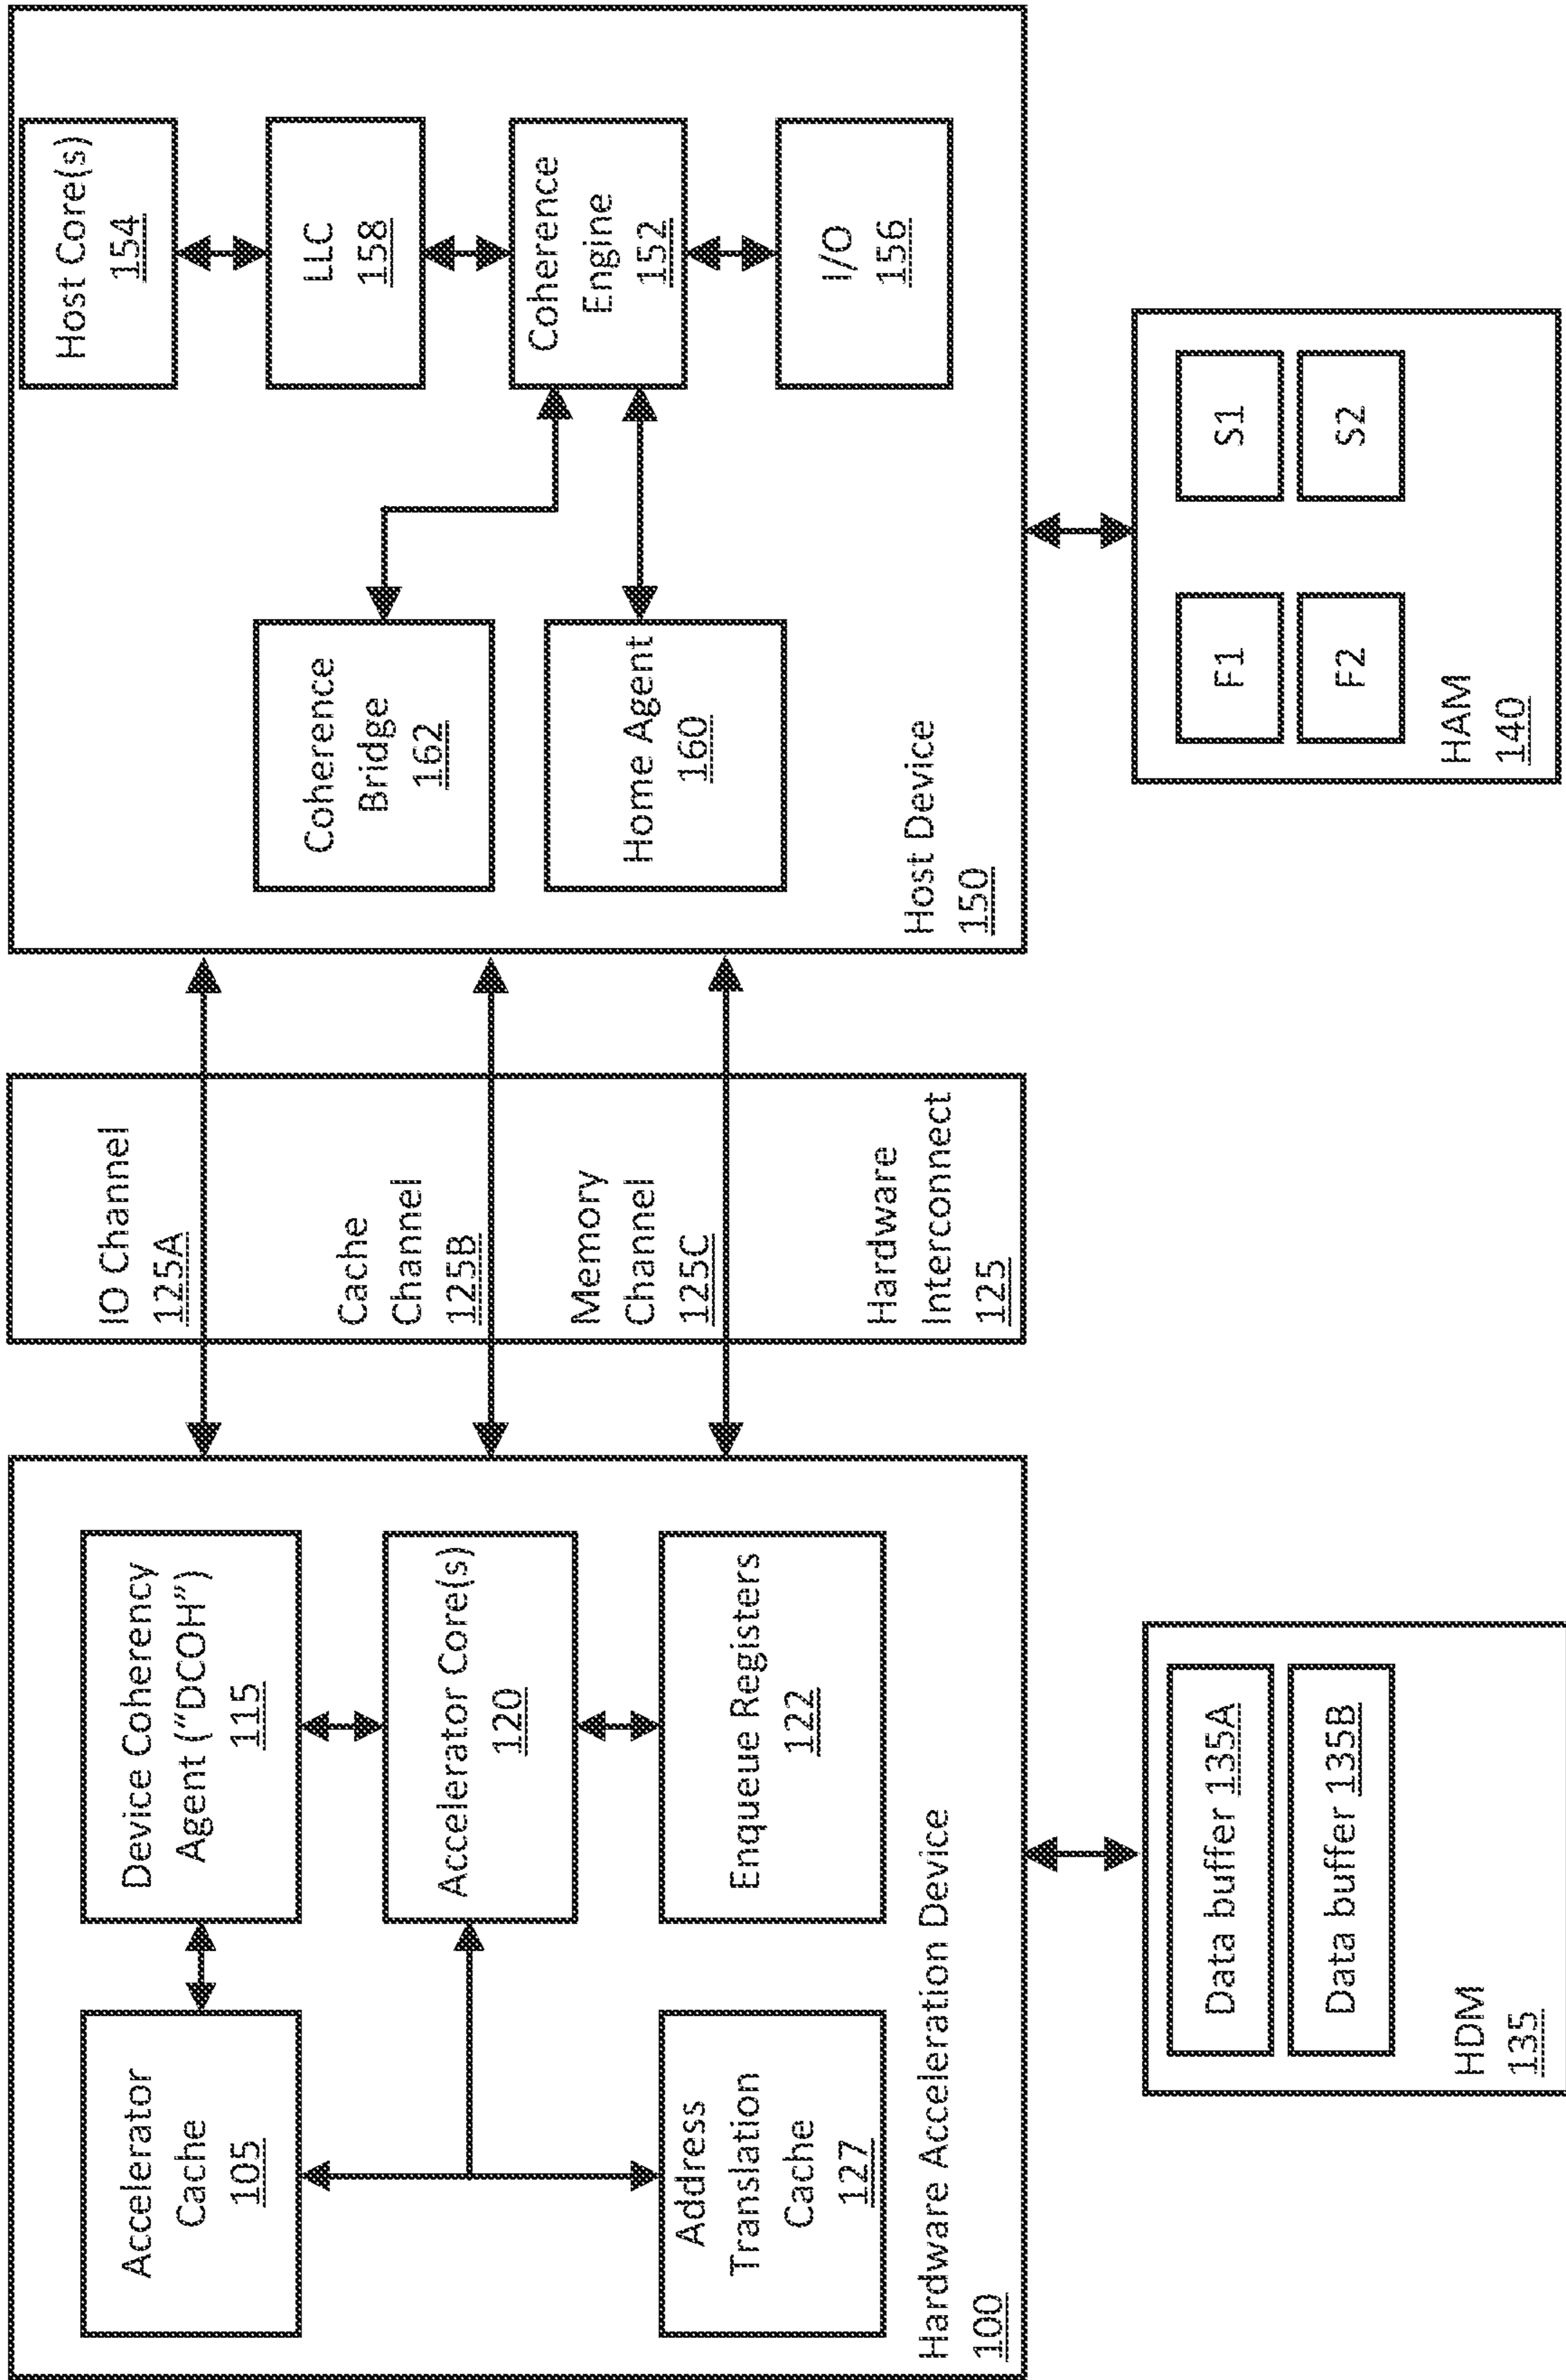 Accelerator
Cache
105
Device Coherency
Agent ("DCOH")
115
Accelerator Core(s)
120
Address
Translation
Cache
127
Enqueue Registers
122
Hardware Acceleration Device
100
Data buffer 135A
Data buffer 135B
HDM
135
IO Channel
125A
Cache
Channel
125B
Memory
Channel
125C
Hardware
Interconnect
125
Host Core(s)
154
LLC
158
Coherence
Engine
152
I/O
156
Coherence
Bridge
162
Home Agent
160
Host Device
150
F1
S1
F2
S2
HAM
140